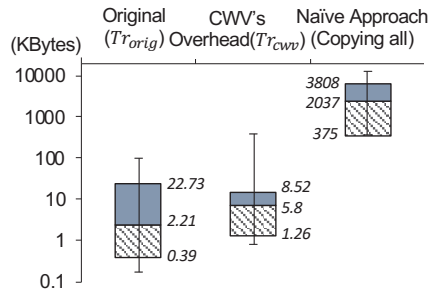 Original
(Tr_orig)
CWV's
Overhead(Tr_cwv)
Naïve Approach
(Copying all)
(KBytes)
10000
1000
100
10
1
0.1
22.73
2.21
0.39
8.52
5.8
1.26
3808
2037
375